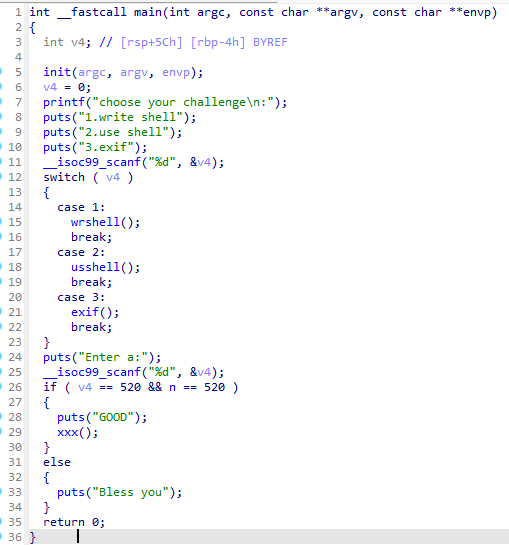 1 int __fastcall main(int argc, const char **argv, const char **envp)
2 {
3   int v4; // [rsp+5Ch] [rbp-4h] BYREF
4
5   init(argc, argv, envp);
6   v4 = 0;
7   printf("choose your challenge\n:");
8   puts("1.write shell");
9   puts("2.use shell");
10   puts("3.exif");
11   __isoc99_scanf("%d", &v4);
12   switch ( v4 )
13   {
14     case 1:
15       wrshell();
16       break;
17     case 2:
18       usshell();
19       break;
20     case 3:
21       exif();
22       break;
23   }
24   puts("Enter a:");
25   __isoc99_scanf("%d", &v4);
26   if ( v4 == 520 && n == 520 )
27   {
28     puts("GOOD");
29     xxx();
30   }
31   else
32   {
33     puts("Bless you");
34   }
35   return 0;
36 }